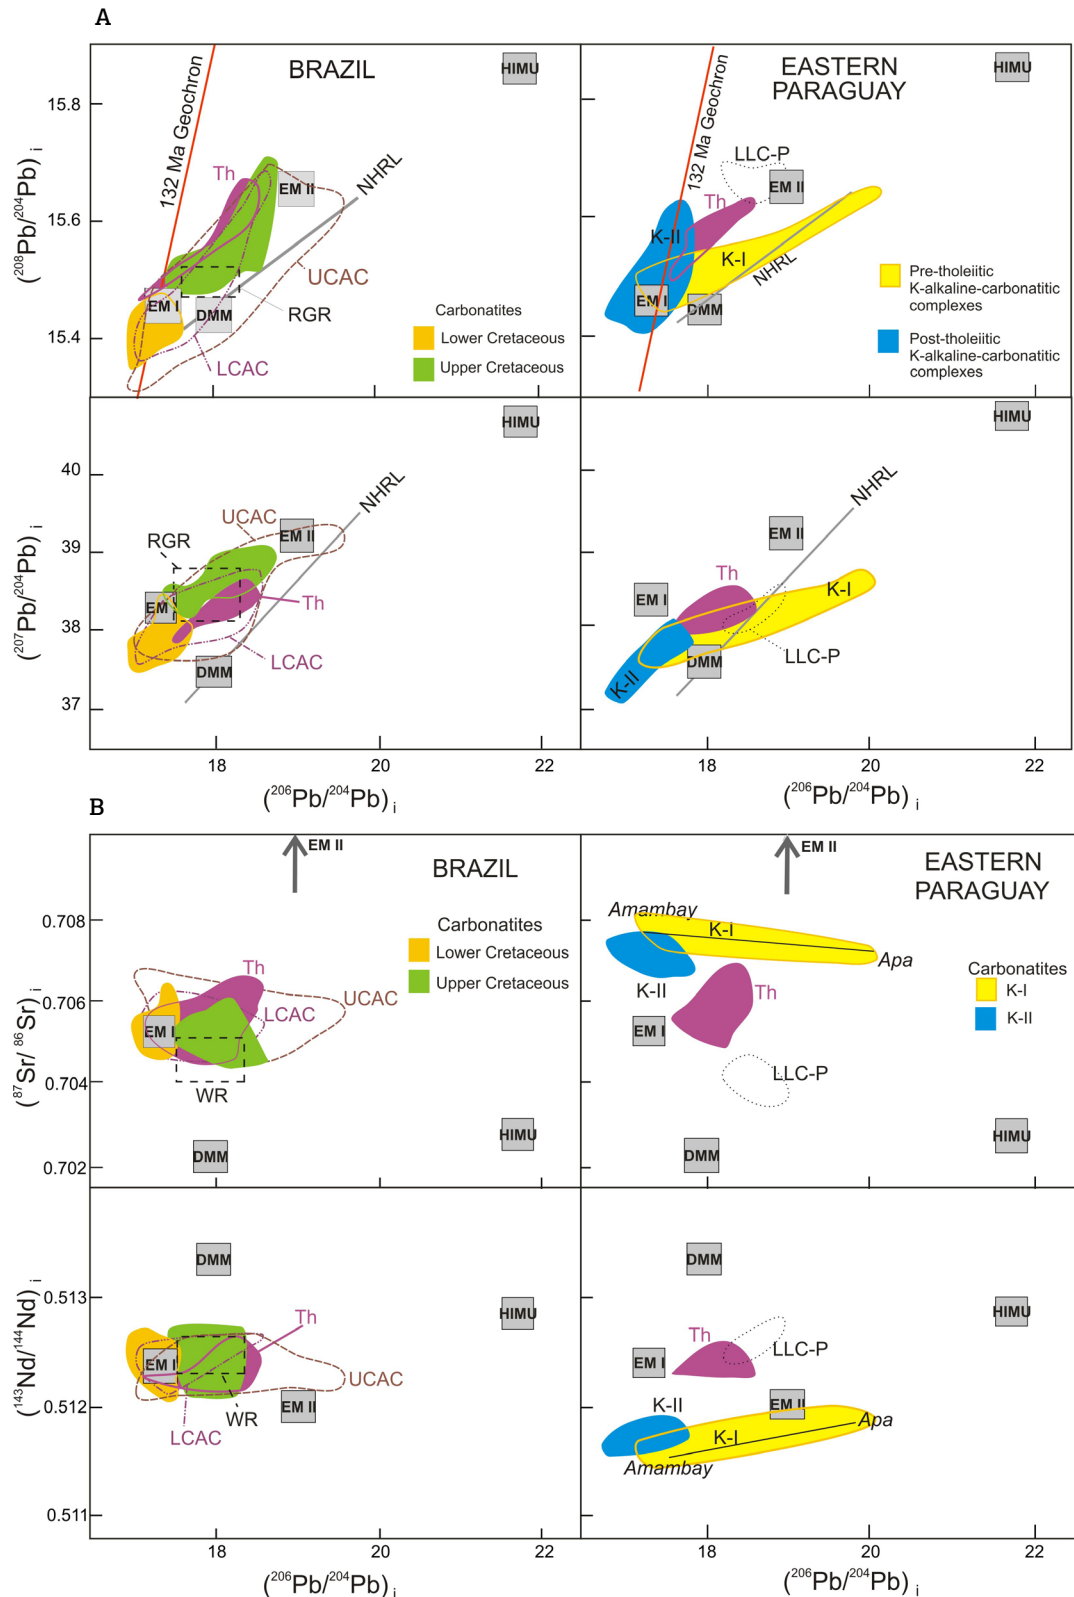 A
BRAZIL
HIMU
132 Ma Geochron
15.8
15.6
15.4
(²⁰⁸Pb/²⁰⁴Pb) i
Th
EM II
NHRL
UCAC
RGR
EM I
DMM
LCAC
Carbonatites
Lower Cretaceous
Upper Cretaceous
EASTERN
PARAGUAY
HIMU
132 Ma Geochron
LLC-P
EM II
Th
K-II
K-I
NHRL
EM I
DMM
Pre-tholeiitic
K-alkaline-carbonatitic
complexes
Post-tholeiitic
K-alkaline-carbonatitic
complexes
HIMU
40
39
38
37
(²⁰⁷Pb/²⁰⁴Pb) i
NHRL
UCAC
EM II
RGR
EM
Th
LCAC
DMM
18
20
22
(²⁰⁶Pb/²⁰⁴Pb) i
HIMU
NHRL
EM II
Th
K-I
EM I
LLC-P
DMM
K-II
18
20
22
(²⁰⁶Pb/²⁰⁴Pb) i
B
EM II
BRAZIL
0.708
0.706
0.704
0.702
(⁸⁷Sr/ ⁸⁶Sr) i
Carbonatites
Lower Cretaceous
Upper Cretaceous
Th
UCAC
LCAC
EM I
WR
HIMU
DMM
EM II
EASTERN
PARAGUAY
Amambay
K-I
Apa
Carbonatites
K-I
K-II
K-II
Th
EM I
LLC-P
HIMU
DMM
DMM
0.513
0.512
0.511
(¹⁴³Nd/¹⁴⁴Nd) i
HIMU
Th
EM I
UCAC
EM II
WR
LCAC
18
20
22
(²⁰⁶Pb/²⁰⁴Pb) i
DMM
HIMU
Th
LLC-P
EM I
K-II
EM II
Apa
K-I
Amambay
18
20
22
(²⁰⁶Pb/²⁰⁴Pb) i